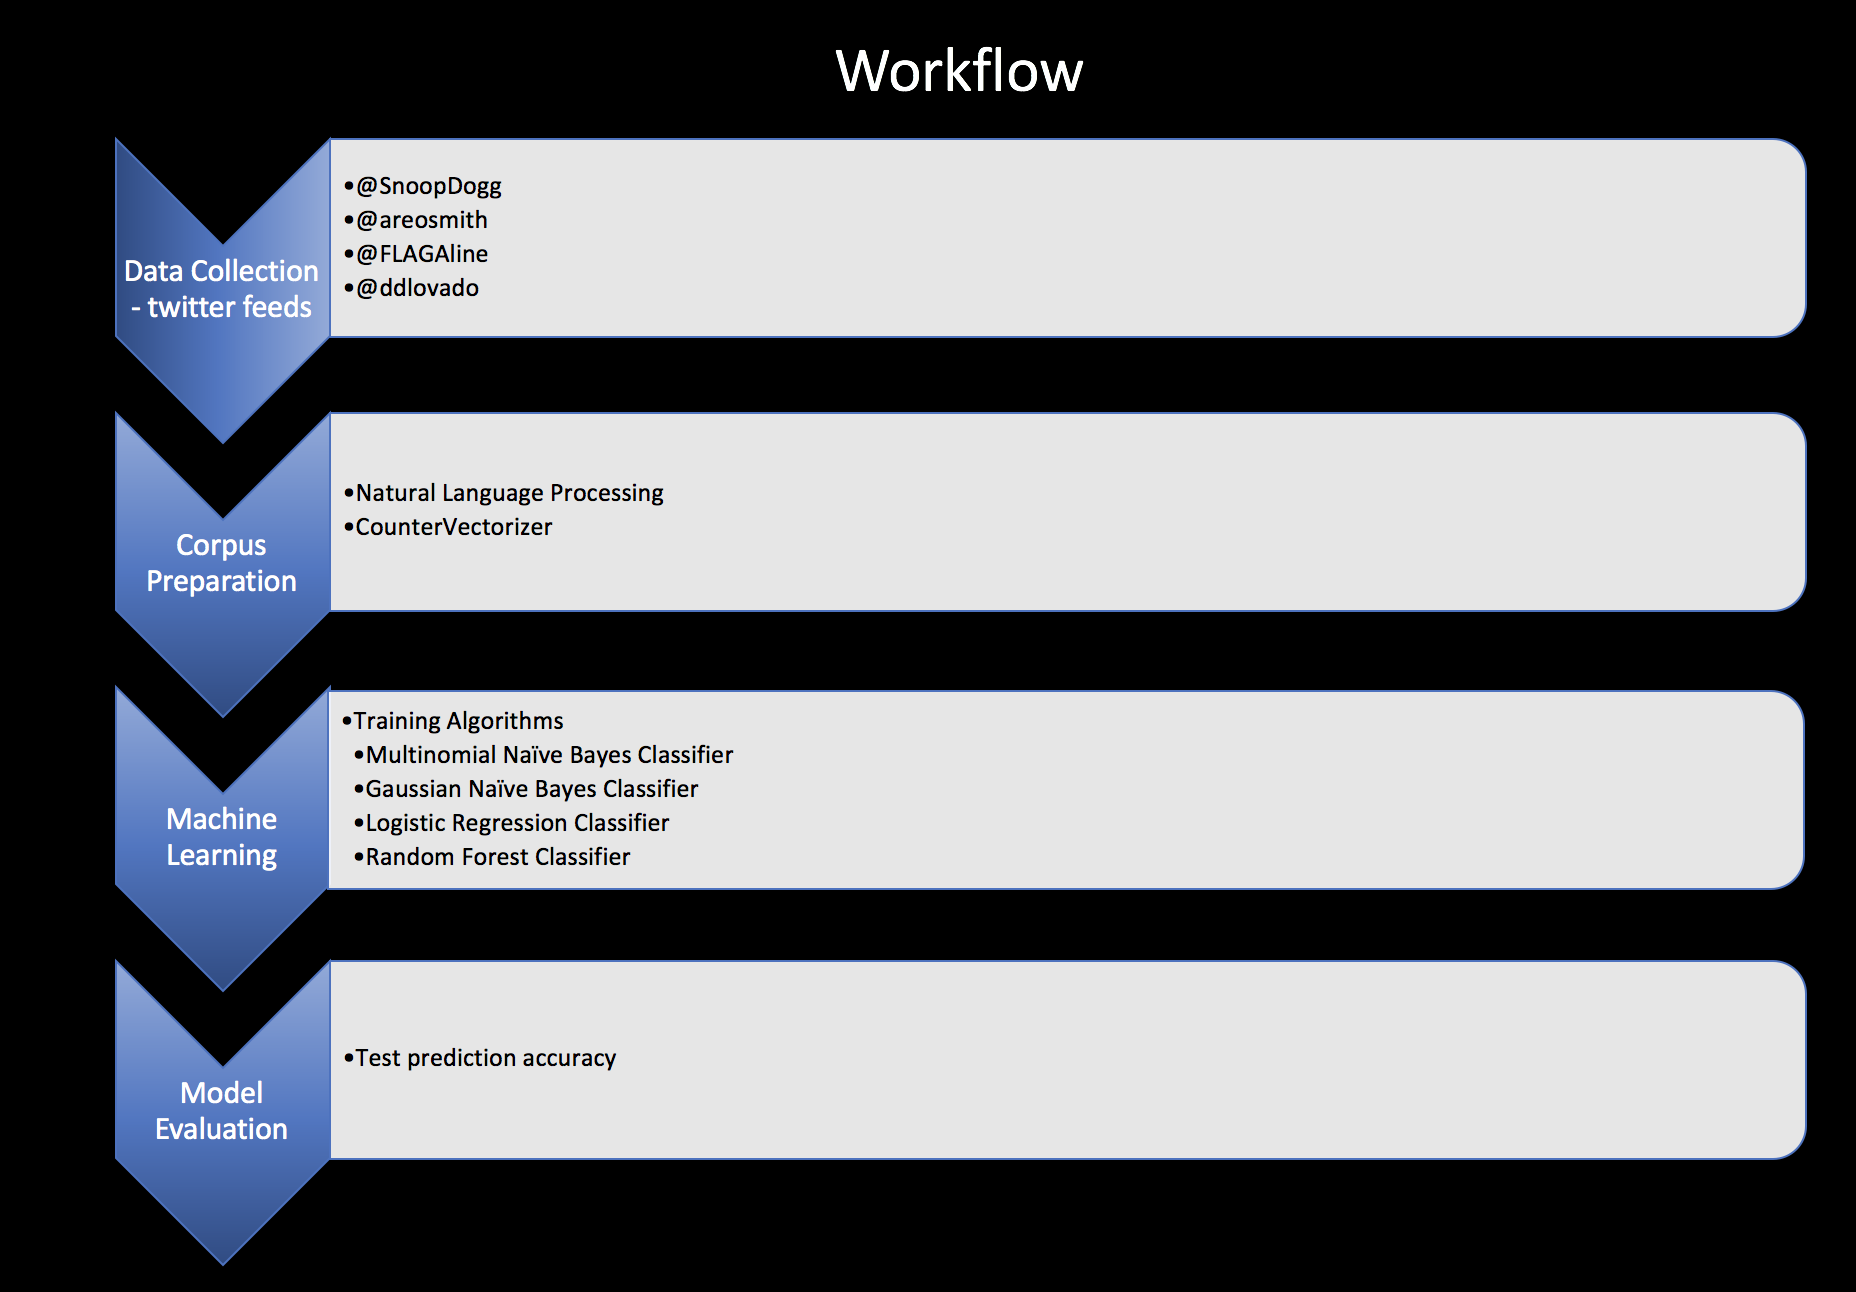 Workflow
Data Collection
- twitter feeds
•@SnoopDogg
•@areosmith
•@FLAGAline
•@ddlovado
Corpus
Preparation
•Natural Language Processing
•CounterVectorizer
Machine
Learning
•Training Algorithms
•Multinomial Naïve Bayes Classifier
•Gaussian Naïve Bayes Classifier
•Logistic Regression Classifier
•Random Forest Classifier
Model
Evaluation
•Test prediction accuracy